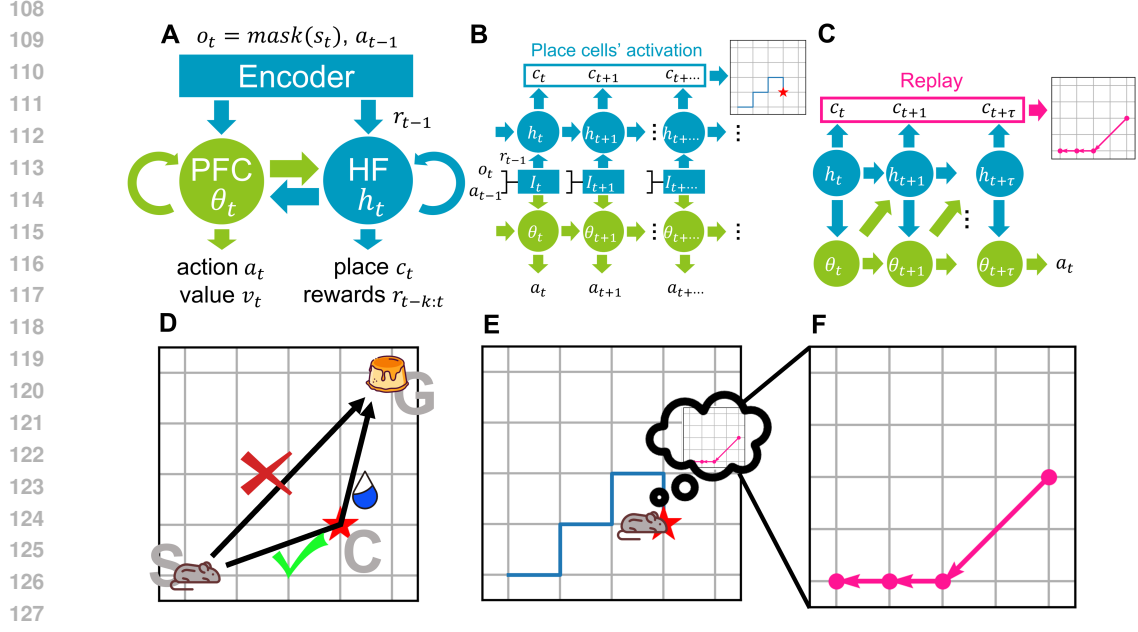 108
109
110
111
112
113
114
115
116
117
118
119
120
121
122
123
124
125
126
127
A
o_t = mask(s_t), a_{t-1}
Encoder
r_{t-1}
PFC
θ_t
HF
h_t
action a_t
value v_t
place c_t
rewards r_{t-k:t}
B
Place cells' activation
c_t c_{t+1} c_{t+...}
h_t h_{t+1} ⋮ h_{t+...} ⋮
r_{t-1}
o_t
a_{t-1}
I_t I_{t+1} I_{t+...}
θ_t θ_{t+1} ⋮ θ_{t+...} ⋮
a_t a_{t+1} a_{t+...}
C
Replay
c_t c_{t+1} c_{t+τ}
h_t h_{t+1} h_{t+τ}
⋮
θ_t θ_{t+1} θ_{t+τ} a_t
D
G
C
S
E
F